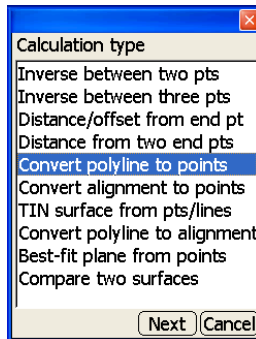 Calculation type
Inverse between two pts
Inverse between three pts
Distance/offset from end pt
Distance from two end pts
Convert polyline to points
Convert alignment to points
TIN surface from pts/lines
Convert polyline to alignment
Best-fit plane from points
Compare two surfaces
Next Cancel